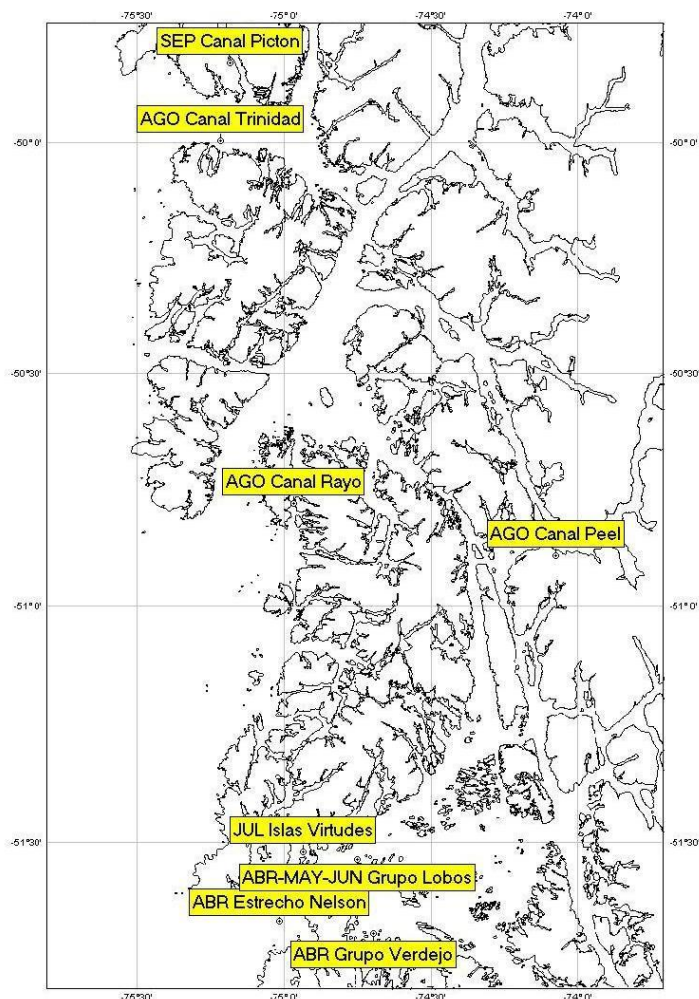 -75°30'
-75°0'
-74°30'
-74°0'
SEP Canal Picton
AGO Canal Trinidad
-50°0'
-50°0'
-50°30'
-50°30'
AGO Canal Rayo
AGO Canal Peel
-51°0'
-51°0'
JUL Islas Virtudes
-51°30'
-51°30'
ABR-MAY-JUN Grupo Lobos
ABR Estrecho Nelson
ABR Grupo Verdejo
-75°30'
-75°0'
-74°30'
-74°0'